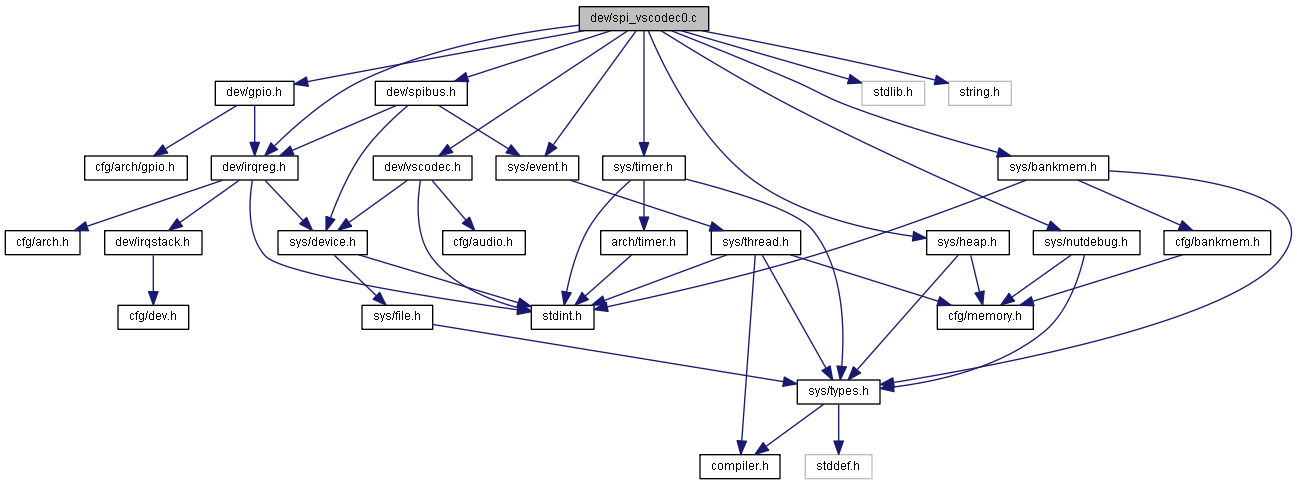 dev/spi_vscodec0.c
dev/gpio.h
dev/spibus.h
stdlib.h
string.h
cfg/arch/gpio.h
dev/irqreg.h
dev/vscodec.h
sys/event.h
sys/timer.h
sys/bankmem.h
cfg/arch.h
dev/irqstack.h
sys/device.h
cfg/audio.h
arch/timer.h
sys/thread.h
sys/heap.h
sys/nutdebug.h
cfg/bankmem.h
cfg/dev.h
sys/file.h
stdint.h
cfg/memory.h
sys/types.h
compiler.h
stddef.h